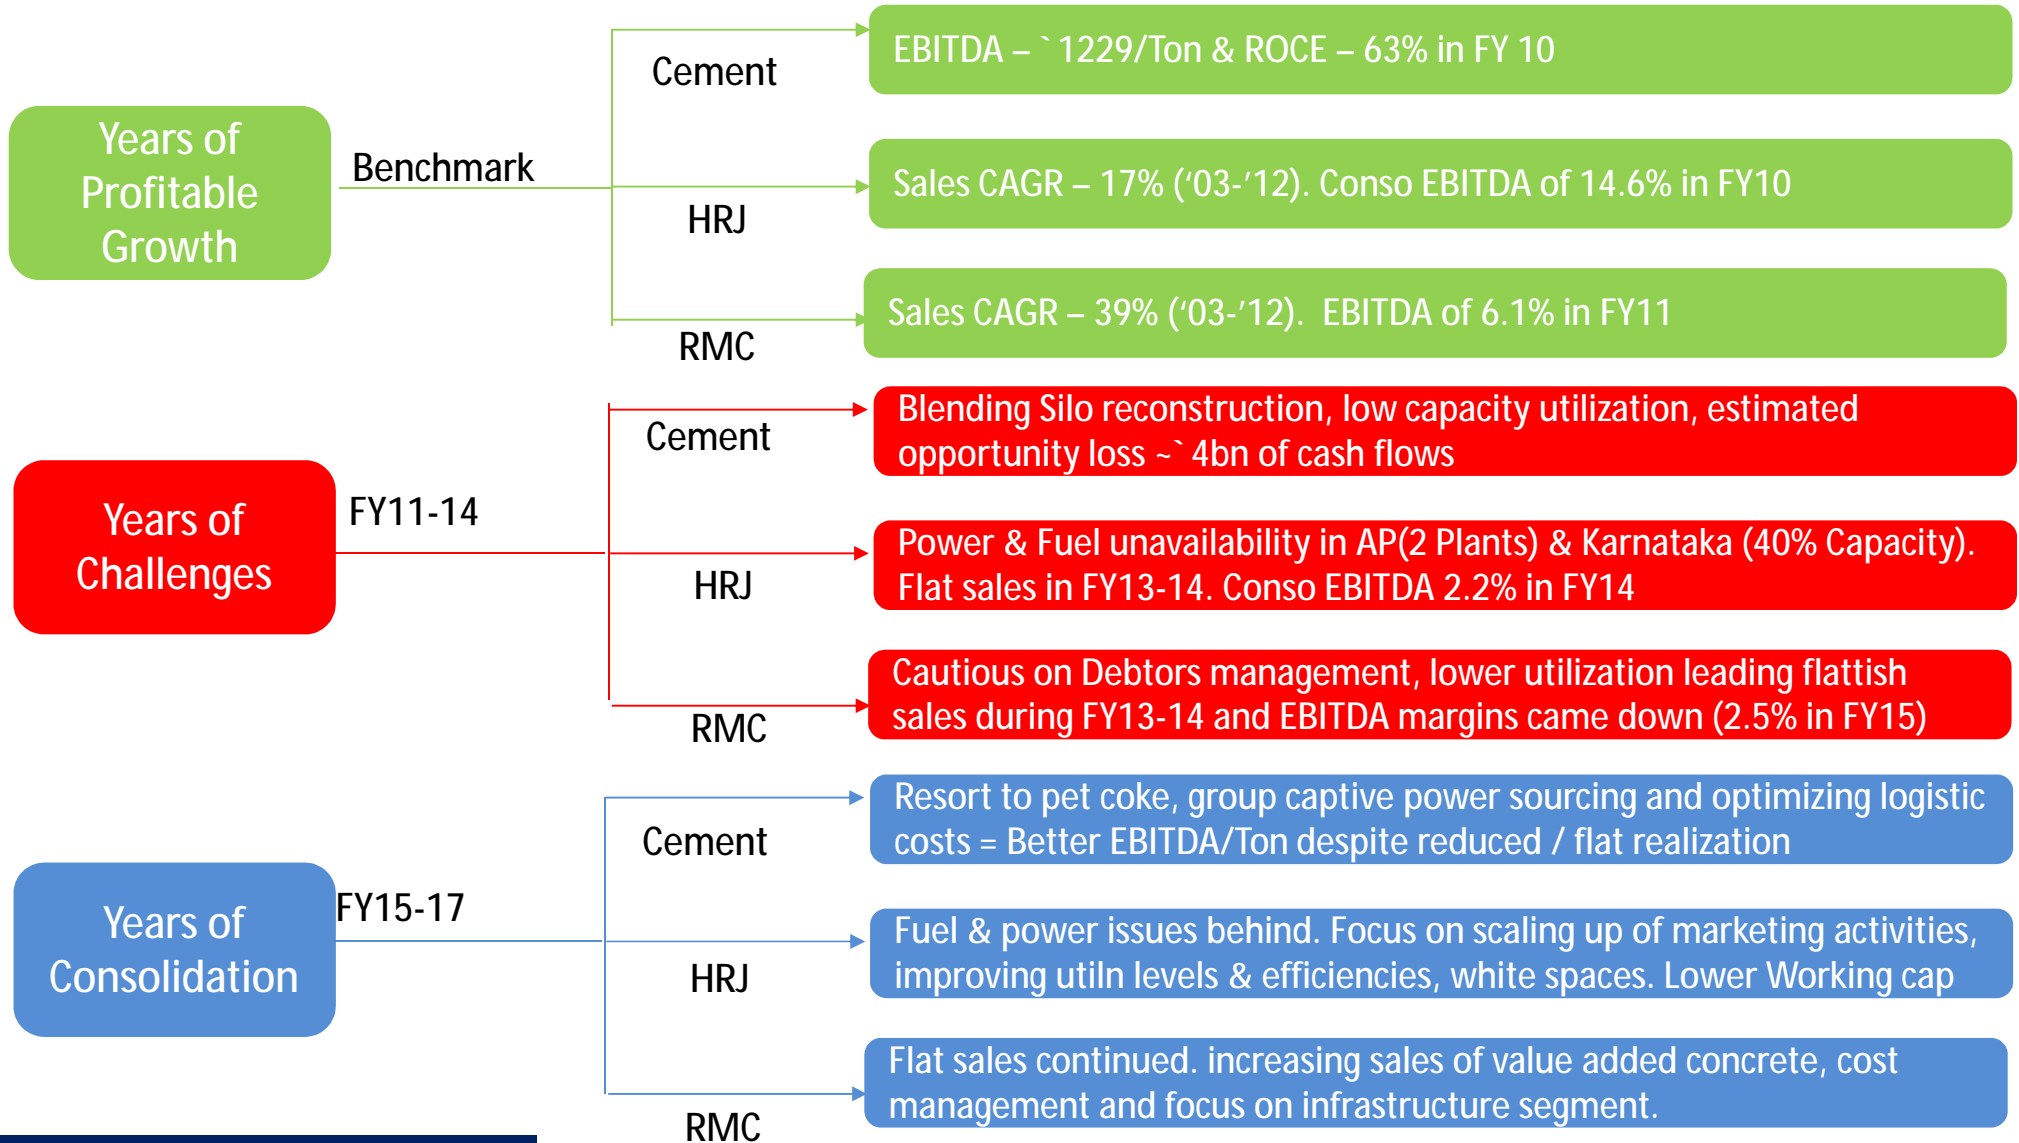 Years of
Profitable
Growth
Benchmark
Cement
EBITDA – ` 1229/Ton & ROCE – 63% in FY 10
HRJ
Sales CAGR – 17% (‘03-’12). Conso EBITDA of 14.6% in FY10
RMC
Sales CAGR – 39% (‘03-’12).  EBITDA of 6.1% in FY11
Years of
Challenges
FY11-14
Cement
Blending Silo reconstruction, low capacity utilization, estimated
opportunity loss ~` 4bn of cash flows
HRJ
Power & Fuel unavailability in AP(2 Plants) & Karnataka (40% Capacity).
Flat sales in FY13-14. Conso EBITDA 2.2% in FY14
RMC
Cautious on Debtors management, lower utilization leading flattish
sales during FY13-14 and EBITDA margins came down (2.5% in FY15)
Years of
Consolidation
FY15-17
Cement
Resort to pet coke, group captive power sourcing and optimizing logistic
costs = Better EBITDA/Ton despite reduced / flat realization
HRJ
Fuel & power issues behind. Focus on scaling up of marketing activities,
improving utiln levels & efficiencies, white spaces. Lower Working cap
RMC
Flat sales continued. increasing sales of value added concrete, cost
management and focus on infrastructure segment.